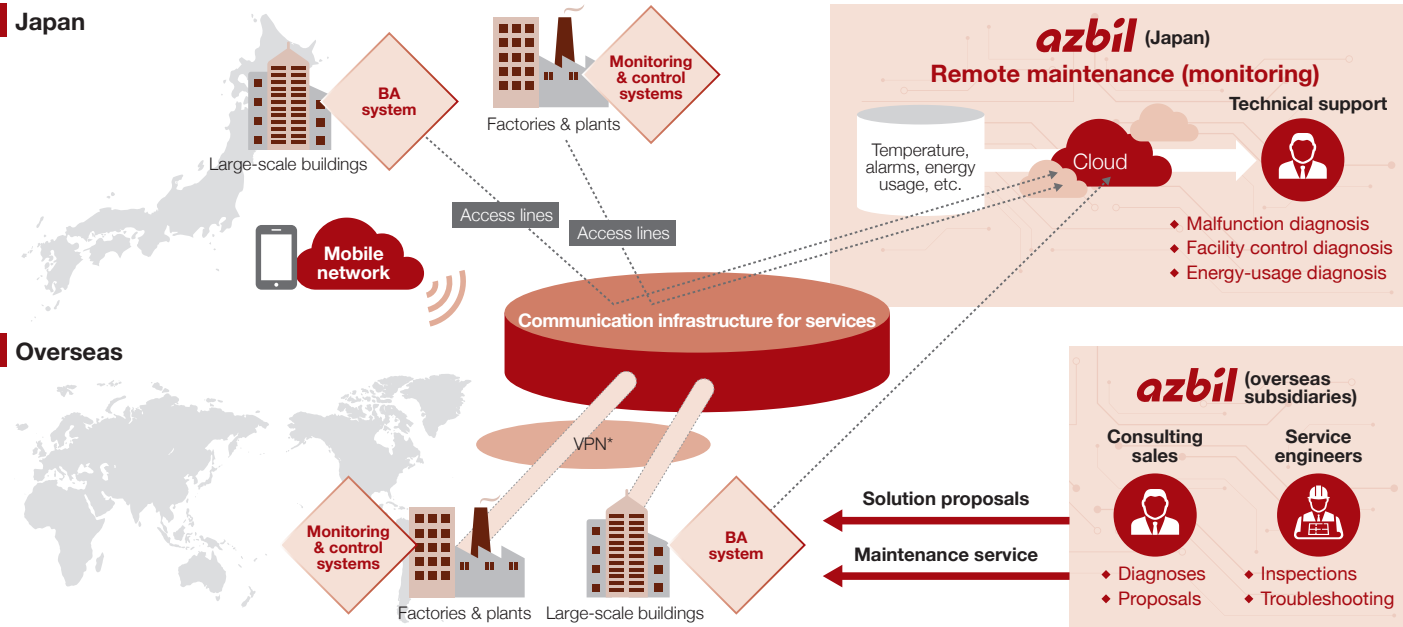 Japan
BA
system
Large-scale buildings
Monitoring
& control
systems
Factories & plants
Access lines
Access lines
Mobile
network
Communication infrastructure for services
azbil (Japan)
Remote maintenance (monitoring)
Technical support
Temperature,
alarms, energy
usage, etc.
Cloud
◆ Malfunction diagnosis
◆ Facility control diagnosis
◆ Energy-usage diagnosis
Overseas
VPN*
Monitoring
& control
systems
Factories & plants
Large-scale buildings
BA
system
Solution proposals
Maintenance service
azbil (overseas
subsidiaries)
Consulting
sales
◆ Diagnoses
◆ Proposals
Service
engineers
◆ Inspections
◆ Troubleshooting